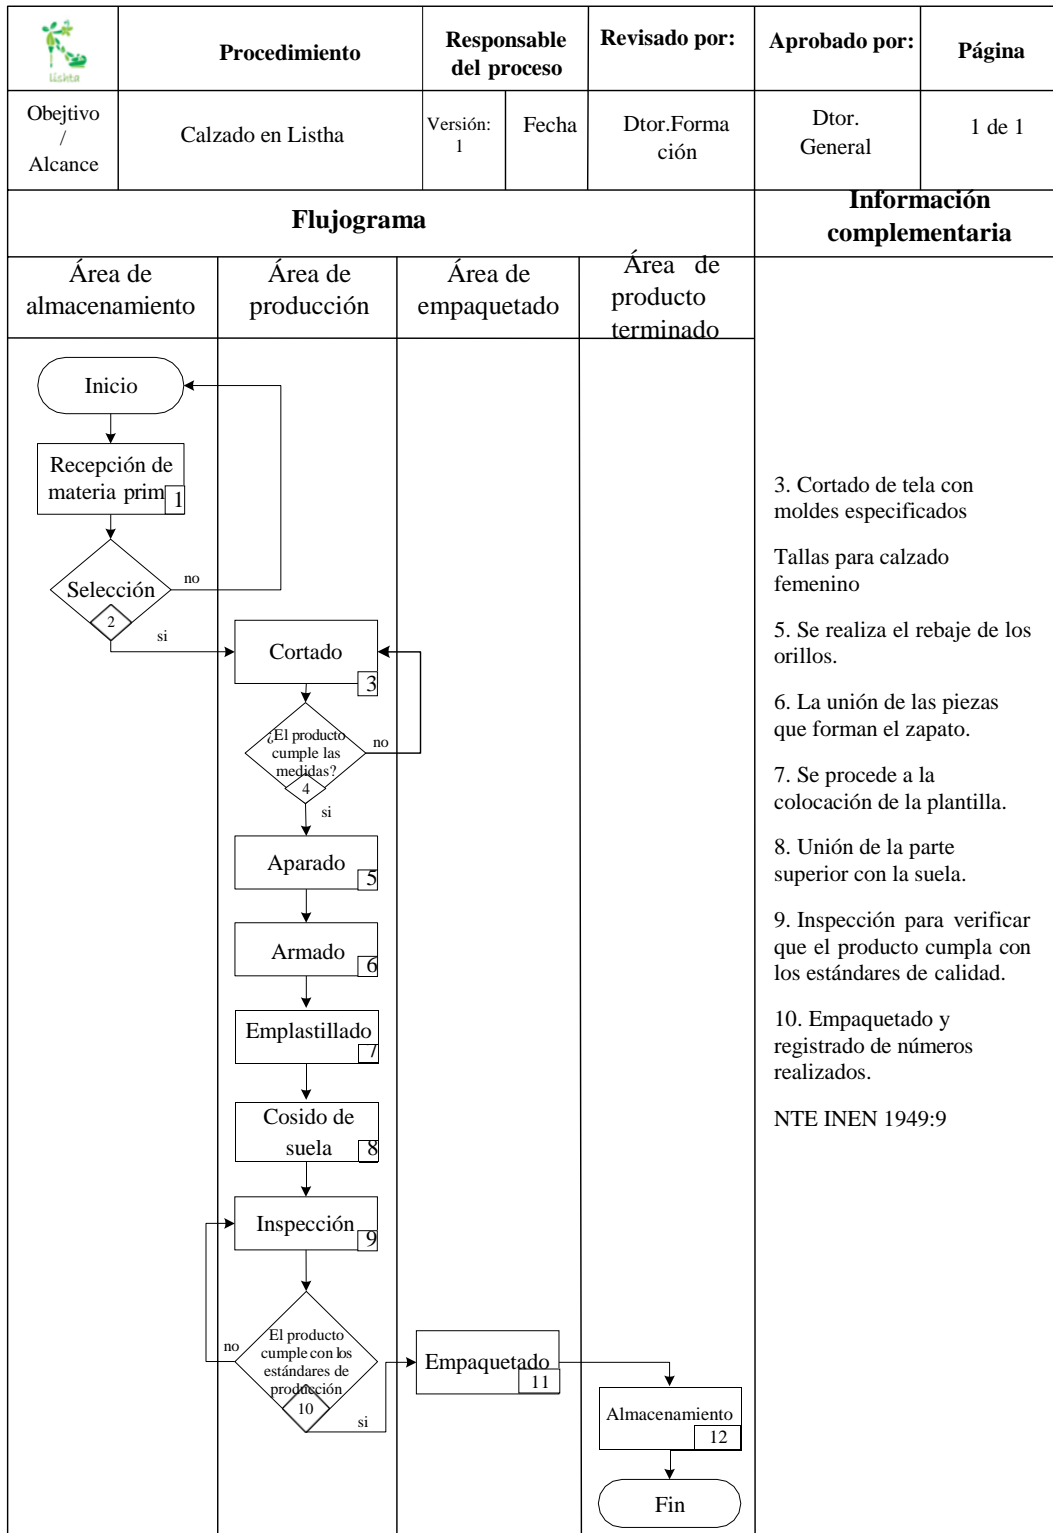 lishta
Procedimiento
Responsable
del proceso
Revisado por:
Aprobado por:
Página
Obejtivo
/
Alcance
Calzado en Listha
Versión:
1
Fecha
Dtor.Forma
ción
Dtor.
General
1 de 1
Flujograma
Información
complementaria
Área de
almacenamiento
Área de
producción
Área de
empaquetado
Área de
producto
terminado
Inicio
Recepción de
materia prim
1
Selección
2
no
si
Cortado
3
¿El producto
cumple las
medidas?
4
no
si
Aparado
5
Armado
6
Emplastillado
7
Cosido de
suela
8
Inspección
9
El producto
cumple con los
estándares de
producción
10
no
si
Empaquetado
11
Almacenamiento
12
Fin
3. Cortado de tela con
moldes especificados
Tallas para calzado
femenino
5. Se realiza el rebaje de los
orillos.
6. La unión de las piezas
que forman el zapato.
7. Se procede a la
colocación de la plantilla.
8. Unión de la parte
superior con la suela.
9. Inspección para verificar
que el producto cumpla con
los estándares de calidad.
10. Empaquetado y
registrado de números
realizados.
NTE INEN 1949:9